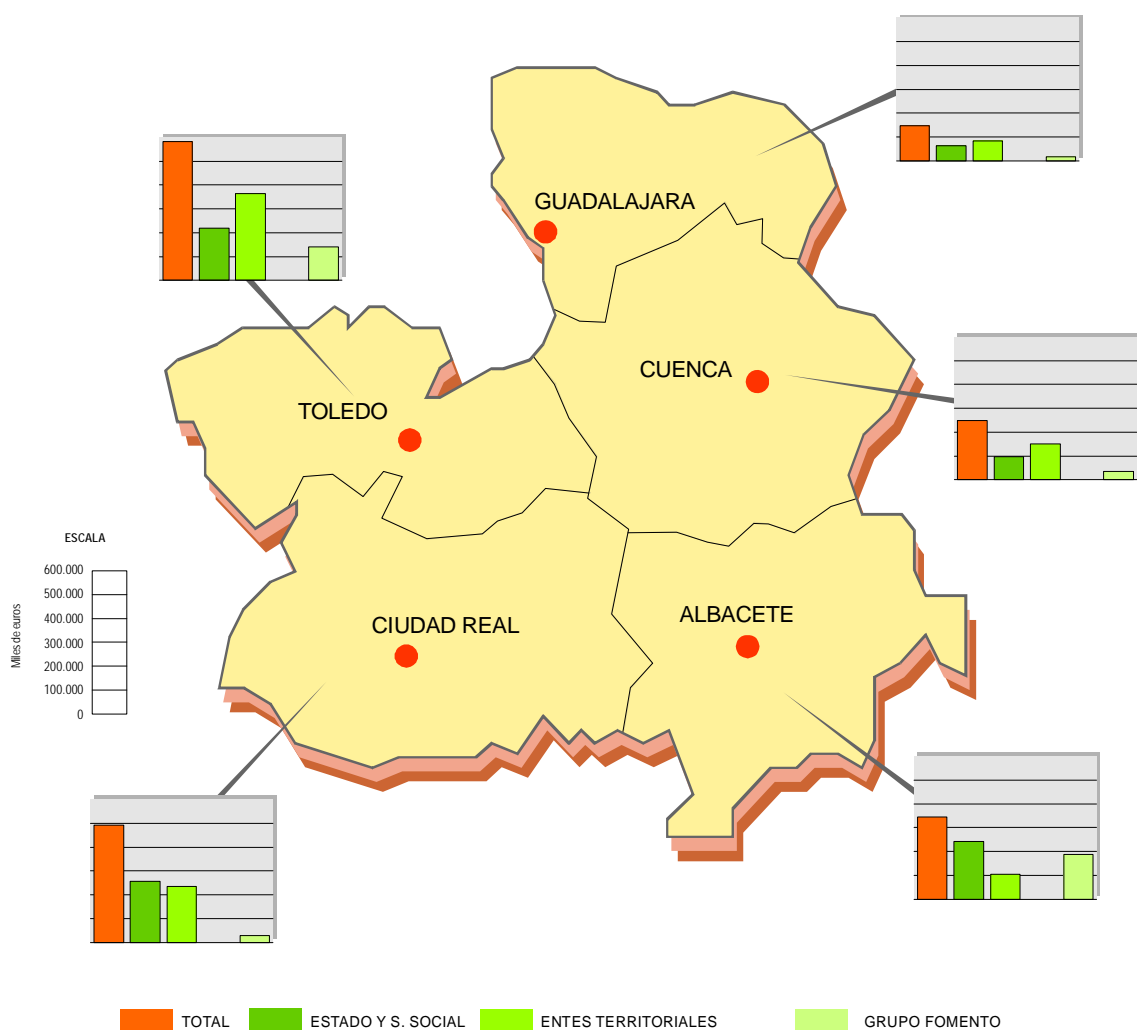 GUADALAJARA
CUENCA
TOLEDO
ESCALA
600.000
500.000
400.000
300.000
200.000
100.000
0
Miles de euros
CIUDAD REAL
ALBACETE
TOTAL ESTADO Y S. SOCIAL ENTES TERRITORIALES GRUPO FOMENTO